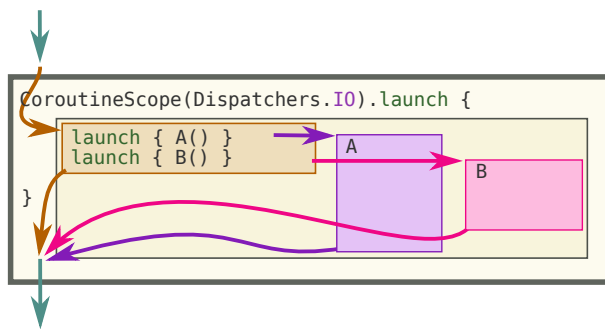 CoroutineScope(Dispatchers.IO).launch {
launch { A() }
launch { B() }
A
B
}